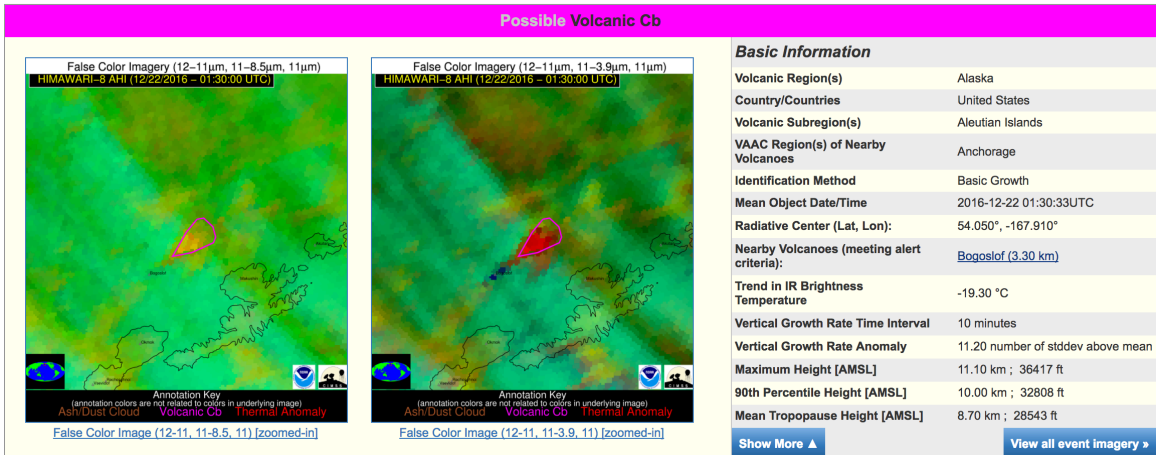 Possible Volcanic Cb
False Color Imagery (12−11µm, 11−8.5µm, 11µm)
HIMAWARI−8 AHI (12/22/2016 − 01:30:00 UTC)
Bogoslof
Makushin
Okmok
Annotation Key
(annotation colors are not related to colors in underlying image)
Ash/Dust Cloud Volcanic Cb Thermal Anomaly
False Color Image (12-11, 11-8.5, 11) [zoomed-in]
False Color Imagery (12−11µm, 11−3.9µm, 11µm)
HIMAWARI−8 AHI (12/22/2016 − 01:30:00 UTC)
Makushin
Okmok
Annotation Key
(annotation colors are not related to colors in underlying image)
Ash/Dust Cloud Volcanic Cb Thermal Anomaly
False Color Image (12-11, 11-3.9, 11) [zoomed-in]
Basic Information
Volcanic Region(s) Alaska
Country/Countries United States
Volcanic Subregion(s) Aleutian Islands
VAAC Region(s) of Nearby
Volcanoes Anchorage
Identification Method Basic Growth
Mean Object Date/Time 2016-12-22 01:30:33UTC
Radiative Center (Lat, Lon): 54.050°, -167.910°
Nearby Volcanoes (meeting alert
criteria): Bogoslof (3.30 km)
Trend in IR Brightness
Temperature -19.30 °C
Vertical Growth Rate Time Interval 10 minutes
Vertical Growth Rate Anomaly 11.20 number of stddev above mean
Maximum Height [AMSL] 11.10 km ; 36417 ft
90th Percentile Height [AMSL] 10.00 km ; 32808 ft
Mean Tropopause Height [AMSL] 8.70 km ; 28543 ft
Show More ▲
View all event imagery »